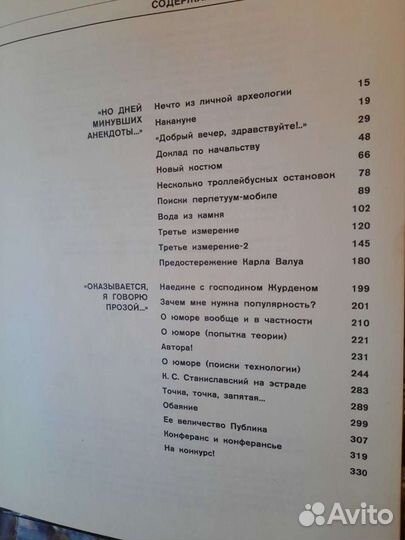 СОДЕРЖА
«НО ДНЕЙ
МИНУВШИХ
АНЕКДОТЫ...»
Нечто из личной археологии 15
Накануне 19
«Добрый вечер, здравствуйте!..» 29
Доклад по начальству 48
Новый костюм 66
Несколько троллейбусных остановок 78
Поиски перпетуум-мобиле 89
Вода из камня 102
Третье измерение 120
Третье измерение-2 145
Предостережение Карла Валуа 180
«ОКАЗЫВАЕТСЯ,
Я ГОВОРЮ
ПРОЗОЙ...»
Наедине с господином Журденом 199
Зачем мне нужна популярность? 201
О юморе вообще и в частности 210
О юморе (попытка теории) 221
Автора! 231
О юморе (поиски технологии) 244
К. С. Станиславский на эстраде 283
Точка, точка, запятая... 289
Обаяние 299
Ее величество Публика 307
Конферанс и конферансье 319
На конкурс! 330
Avito